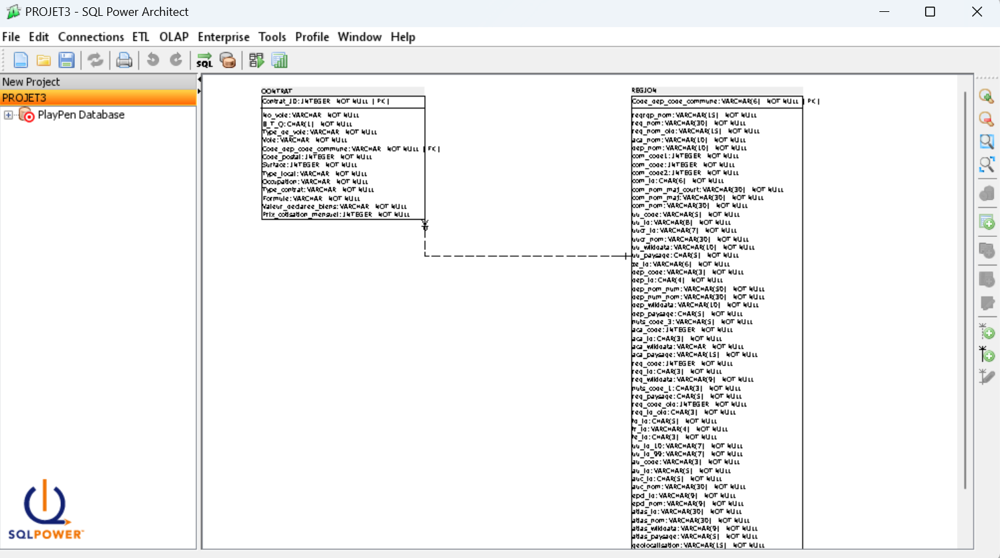 PROJET3 - SQL Power Architect
File Edit Connections ETL OLAP Enterprise Tools Profile Window Help
SQL
New Project
PROJET3
PlayPen Database
SQLPOWER
CONTRAT
Contrat_ID: INTEGER NOT NULL [ PK ]
No_voie: VARCHAR NOT NULL
B_T_Q: CHAR(1) NOT NULL
Type_de_voie: VARCHAR NOT NULL
Voie: VARCHAR NOT NULL
Code_dep_code_commune: VARCHAR NOT NULL [ FK ]
Code_postal: INTEGER NOT NULL
Surface: INTEGER NOT NULL
Type_local: VARCHAR NOT NULL
Occupation: VARCHAR NOT NULL
Type_contrat: VARCHAR NOT NULL
Formule: VARCHAR NOT NULL
Valeur_declaree_biens: VARCHAR NOT NULL
Prix_cotisation_mensuel: INTEGER NOT NULL
REGION
Code_dep_code_commune: VARCHAR(6) NOT NULL [ PK ]
regrgp_nom: VARCHAR(15) NOT NULL
reg_nom: VARCHAR(30) NOT NULL
reg_nom_old: VARCHAR(15) NOT NULL
aca_nom: VARCHAR(10) NOT NULL
dep_nom: VARCHAR(10) NOT NULL
com_code1: INTEGER NOT NULL
com_code: INTEGER NOT NULL
com_code2: INTEGER NOT NULL
com_id: CHAR(6) NOT NULL
com_nom_maj_court: VARCHAR(30) NOT NULL
com_nom_maj: VARCHAR(30) NOT NULL
com_nom: VARCHAR(30) NOT NULL
uu_code: VARCHAR(5) NOT NULL
uu_id: VARCHAR(8) NOT NULL
uucr_id: VARCHAR(7) NOT NULL
uucr_nom: VARCHAR(30) NOT NULL
uu_wikidata: VARCHAR(10) NOT NULL
uu_paysage: CHAR(5) NOT NULL
ze_id: VARCHAR(6) NOT NULL
dep_code: VARCHAR(3) NOT NULL
dep_id: CHAR(4) NOT NULL
dep_nom_num: VARCHAR(50) NOT NULL
dep_num_nom: VARCHAR(30) NOT NULL
dep_wikidata: VARCHAR(10) NOT NULL
dep_paysage: CHAR(5) NOT NULL
nuts_code_3: VARCHAR(5) NOT NULL
aca_code: INTEGER NOT NULL
aca_id: CHAR(3) NOT NULL
aca_wikidata: VARCHAR NOT NULL
aca_paysage: VARCHAR(15) NOT NULL
reg_code: INTEGER NOT NULL
reg_id: CHAR(3) NOT NULL
reg_wikidata: VARCHAR(9) NOT NULL
nuts_code_1: CHAR(3) NOT NULL
reg_paysage: CHAR(5) NOT NULL
reg_code_old: INTEGER NOT NULL
reg_id_old: CHAR(3) NOT NULL
fd_id: CHAR(5) NOT NULL
fr_id: VARCHAR(4) NOT NULL
fe_id: CHAR(3) NOT NULL
uu_id_10: VARCHAR(7) NOT NULL
uu_id_99: VARCHAR(7) NOT NULL
au_code: VARCHAR(3) NOT NULL
au_id: VARCHAR(5) NOT NULL
auc_id: CHAR(5) NOT NULL
auc_nom: VARCHAR(30) NOT NULL
epd_id: VARCHAR(9) NOT NULL
epd_nom: VARCHAR(9) NOT NULL
atlas_id: VARCHAR(30) NOT NULL
atlas_nom: VARCHAR(30) NOT NULL
atlas_wikidata: VARCHAR(9) NOT NULL
atlas_paysage: VARCHAR(5) NOT NULL
geolocalisation: VARCHAR(15) NOT NULL